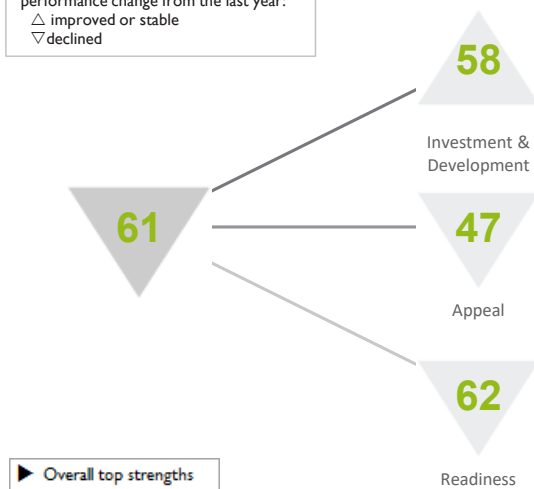 performance change from the last year:
△ improved or stable
▽ declined
58
Investment &
Development
61
47
Appeal
62
Readiness
► Overall top strengths